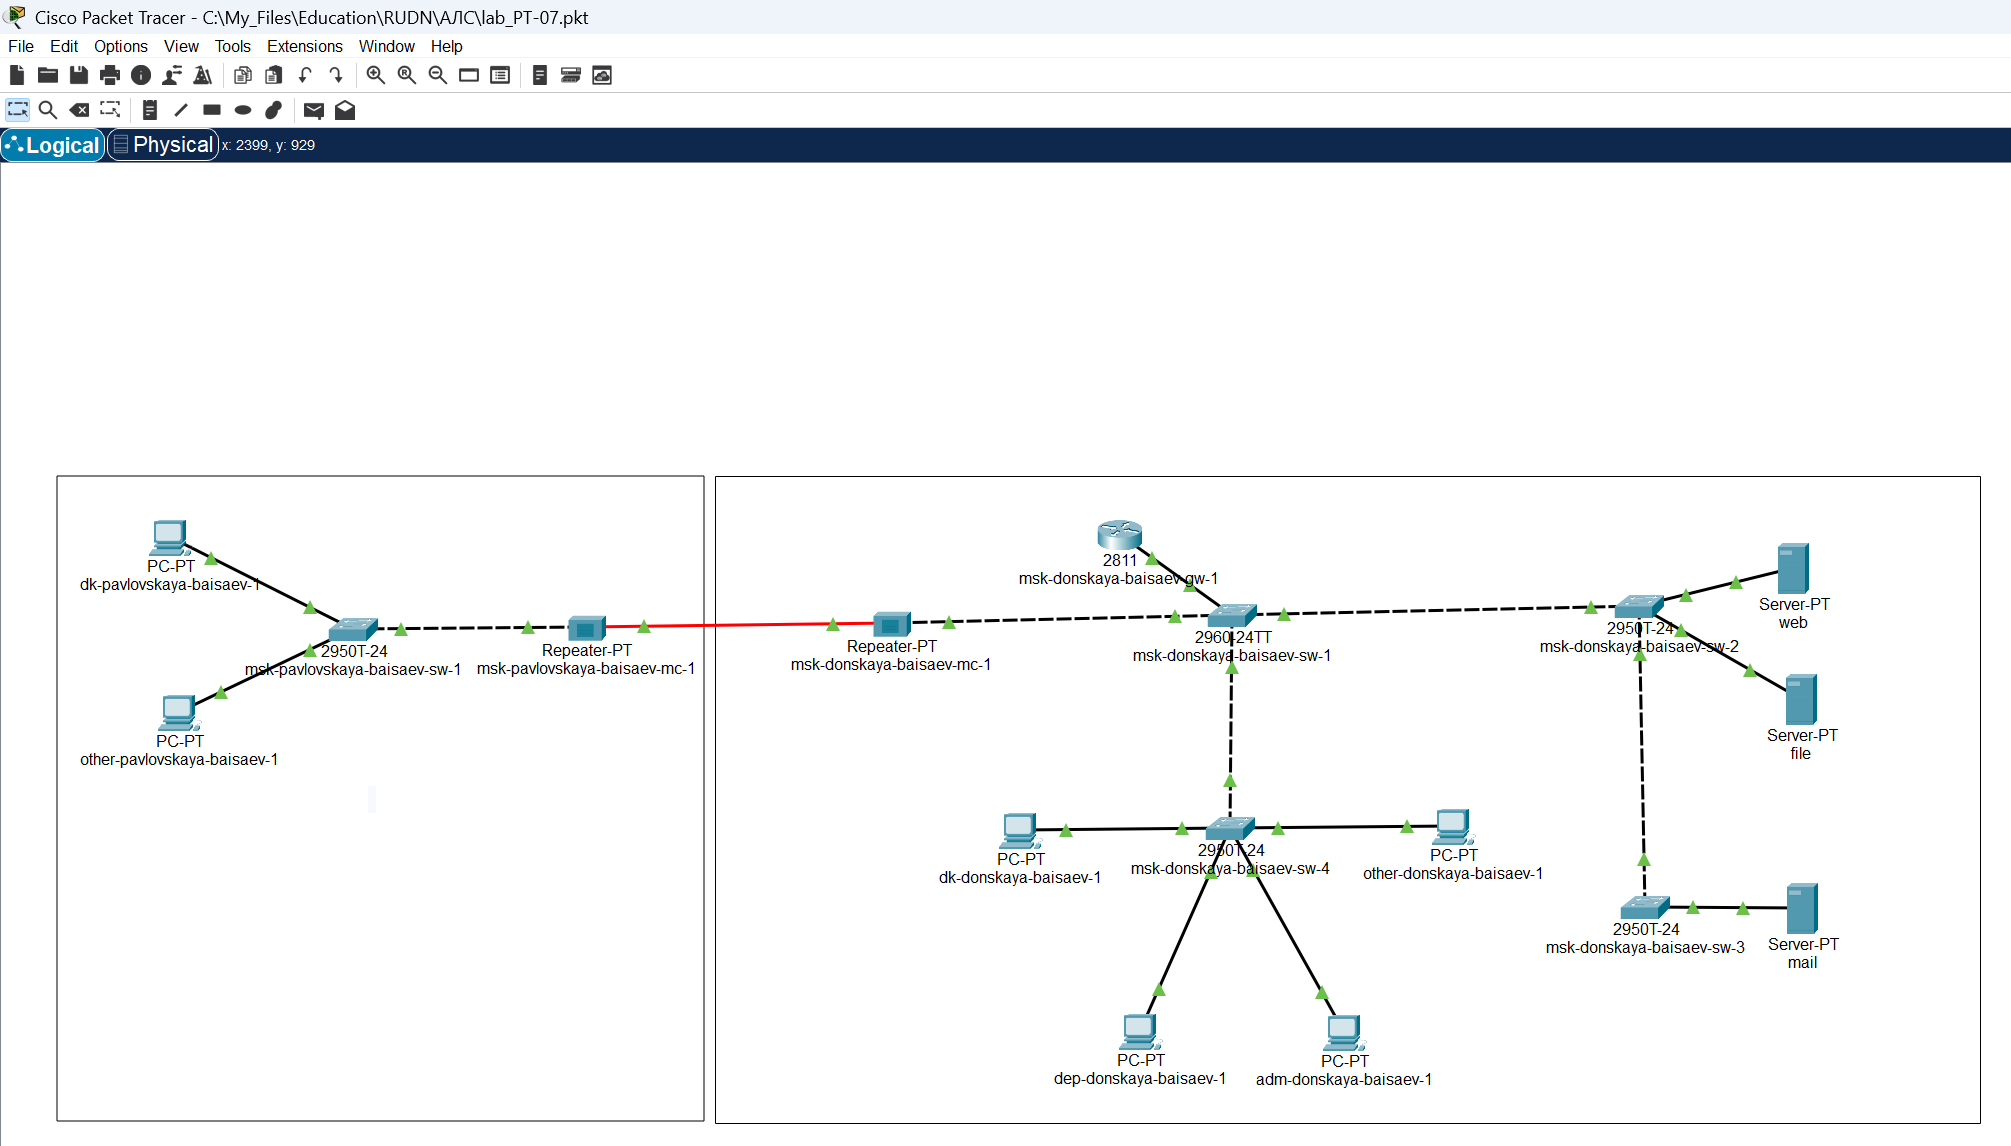 Cisco Packet Tracer - C:\My_Files\Education\RUDN\АЛС\lab_PT-07.pkt
File Edit Options View Tools Extensions Window Help
Logical Physical x: 2399, y: 929
PC-PT
dk-pavlovskaya-baisaev-1
2950T-24
msk-pavlovskaya-baisaev-sw-1
PC-PT
other-pavlovskaya-baisaev-1
Repeater-PT
msk-pavlovskaya-baisaev-mc-1
Repeater-PT
msk-donskaya-baisaev-mc-1
2811
msk-donskaya-baisaev-gw-1
2960-24TT
msk-donskaya-baisaev-sw-1
2950T-24
msk-donskaya-baisaev-sw-2
Server-PT
web
Server-PT
file
PC-PT
dk-donskaya-baisaev-1
2950T-24
msk-donskaya-baisaev-sw-4
PC-PT
other-donskaya-baisaev-1
2950T-24
msk-donskaya-baisaev-sw-3
Server-PT
mail
PC-PT
dep-donskaya-baisaev-1
PC-PT
adm-donskaya-baisaev-1